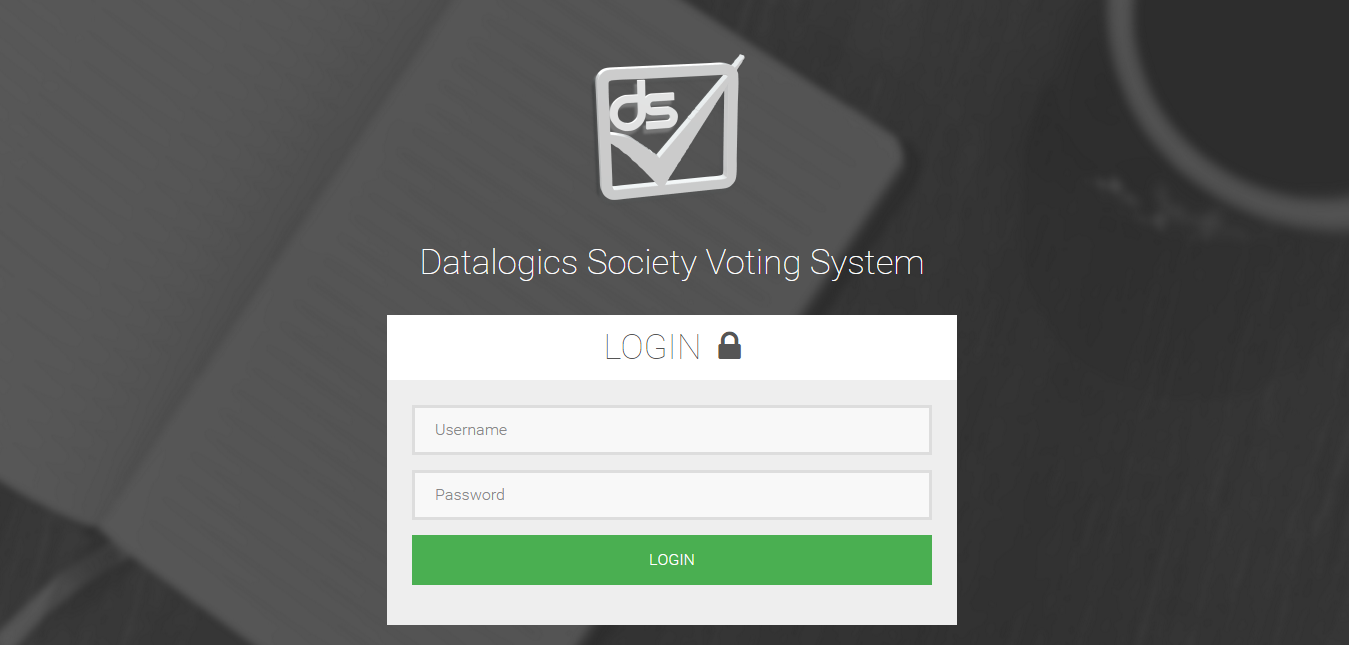 ds
Datalogics Society Voting System
LOGIN
Username
Password
LOGIN